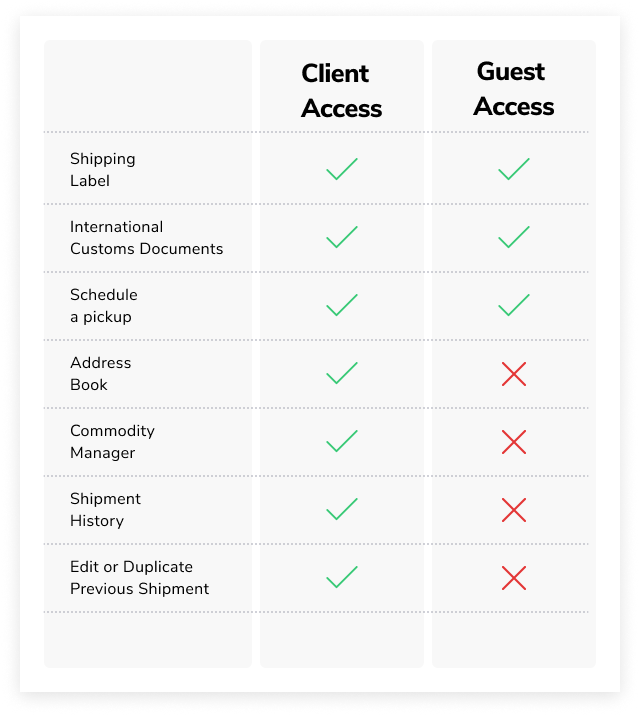 Client
Access
Guest
Access
Shipping
Label
International
Customs Documents
Schedule
a pickup
Address
Book
Commodity
Manager
Shipment
History
Edit or Duplicate
Previous Shipment